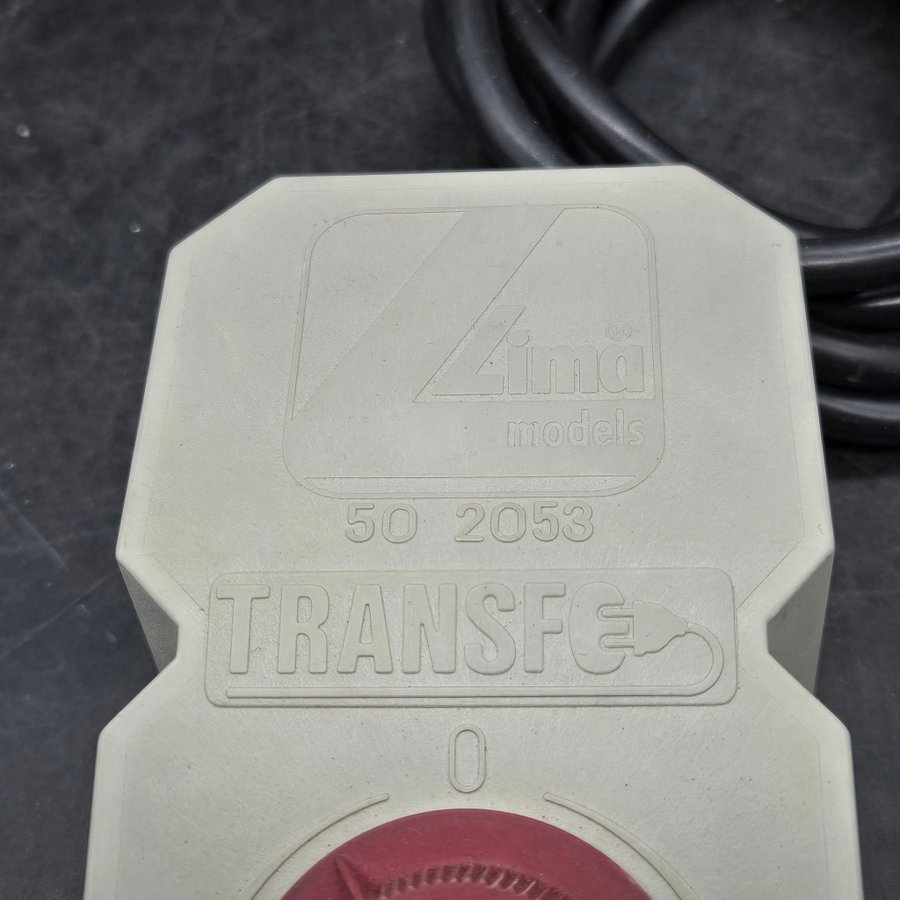 Lima®
models
50 2053
TRANSFO
0